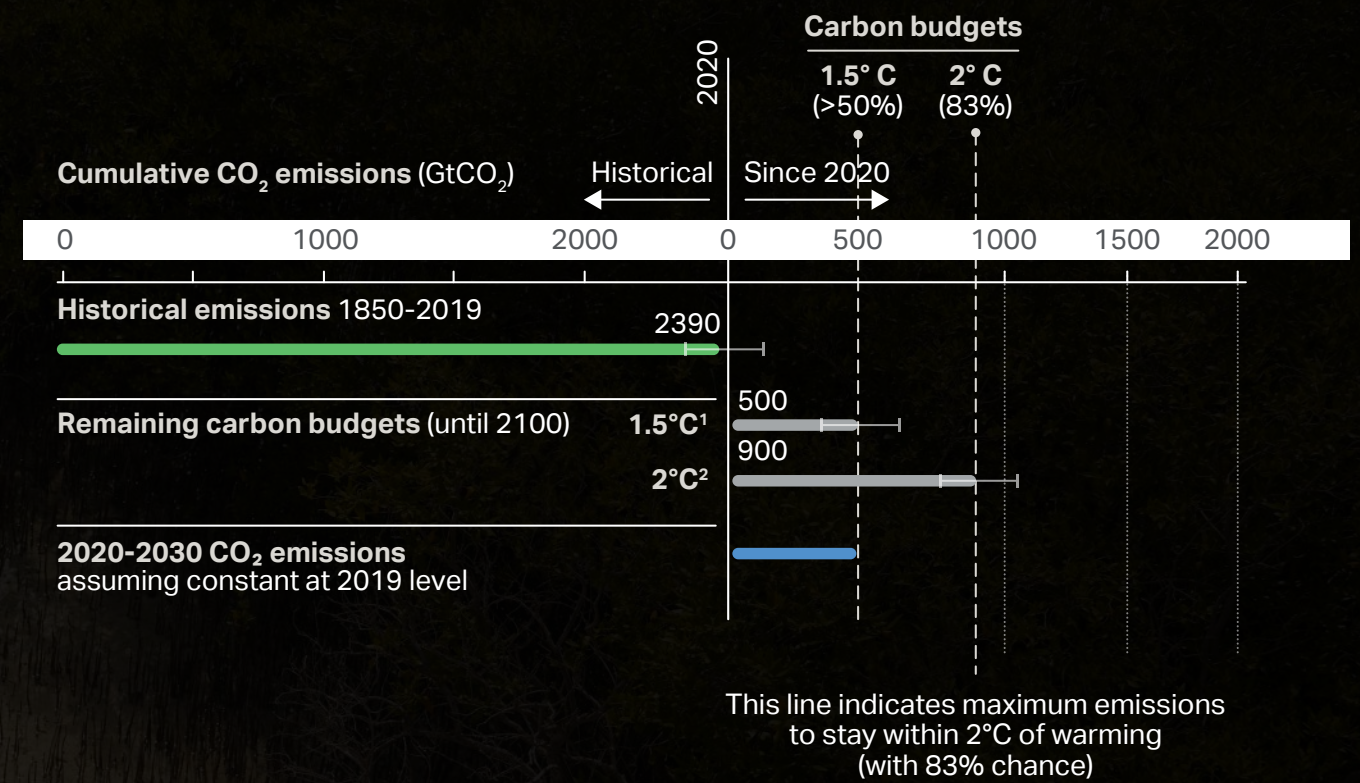 Carbon budgets
2020
1.5° C
(>50%)
2° C
(83%)
Cumulative CO₂ emissions (GtCO₂)
Historical
Since 2020
0 1000 2000 0 500 1000 1500 2000
Historical emissions 1850-2019
2390
Remaining carbon budgets (until 2100)
1.5°C¹
500
2°C²
900
2020-2030 CO₂ emissions
assuming constant at 2019 level
This line indicates maximum emissions
to stay within 2°C of warming
(with 83% chance)